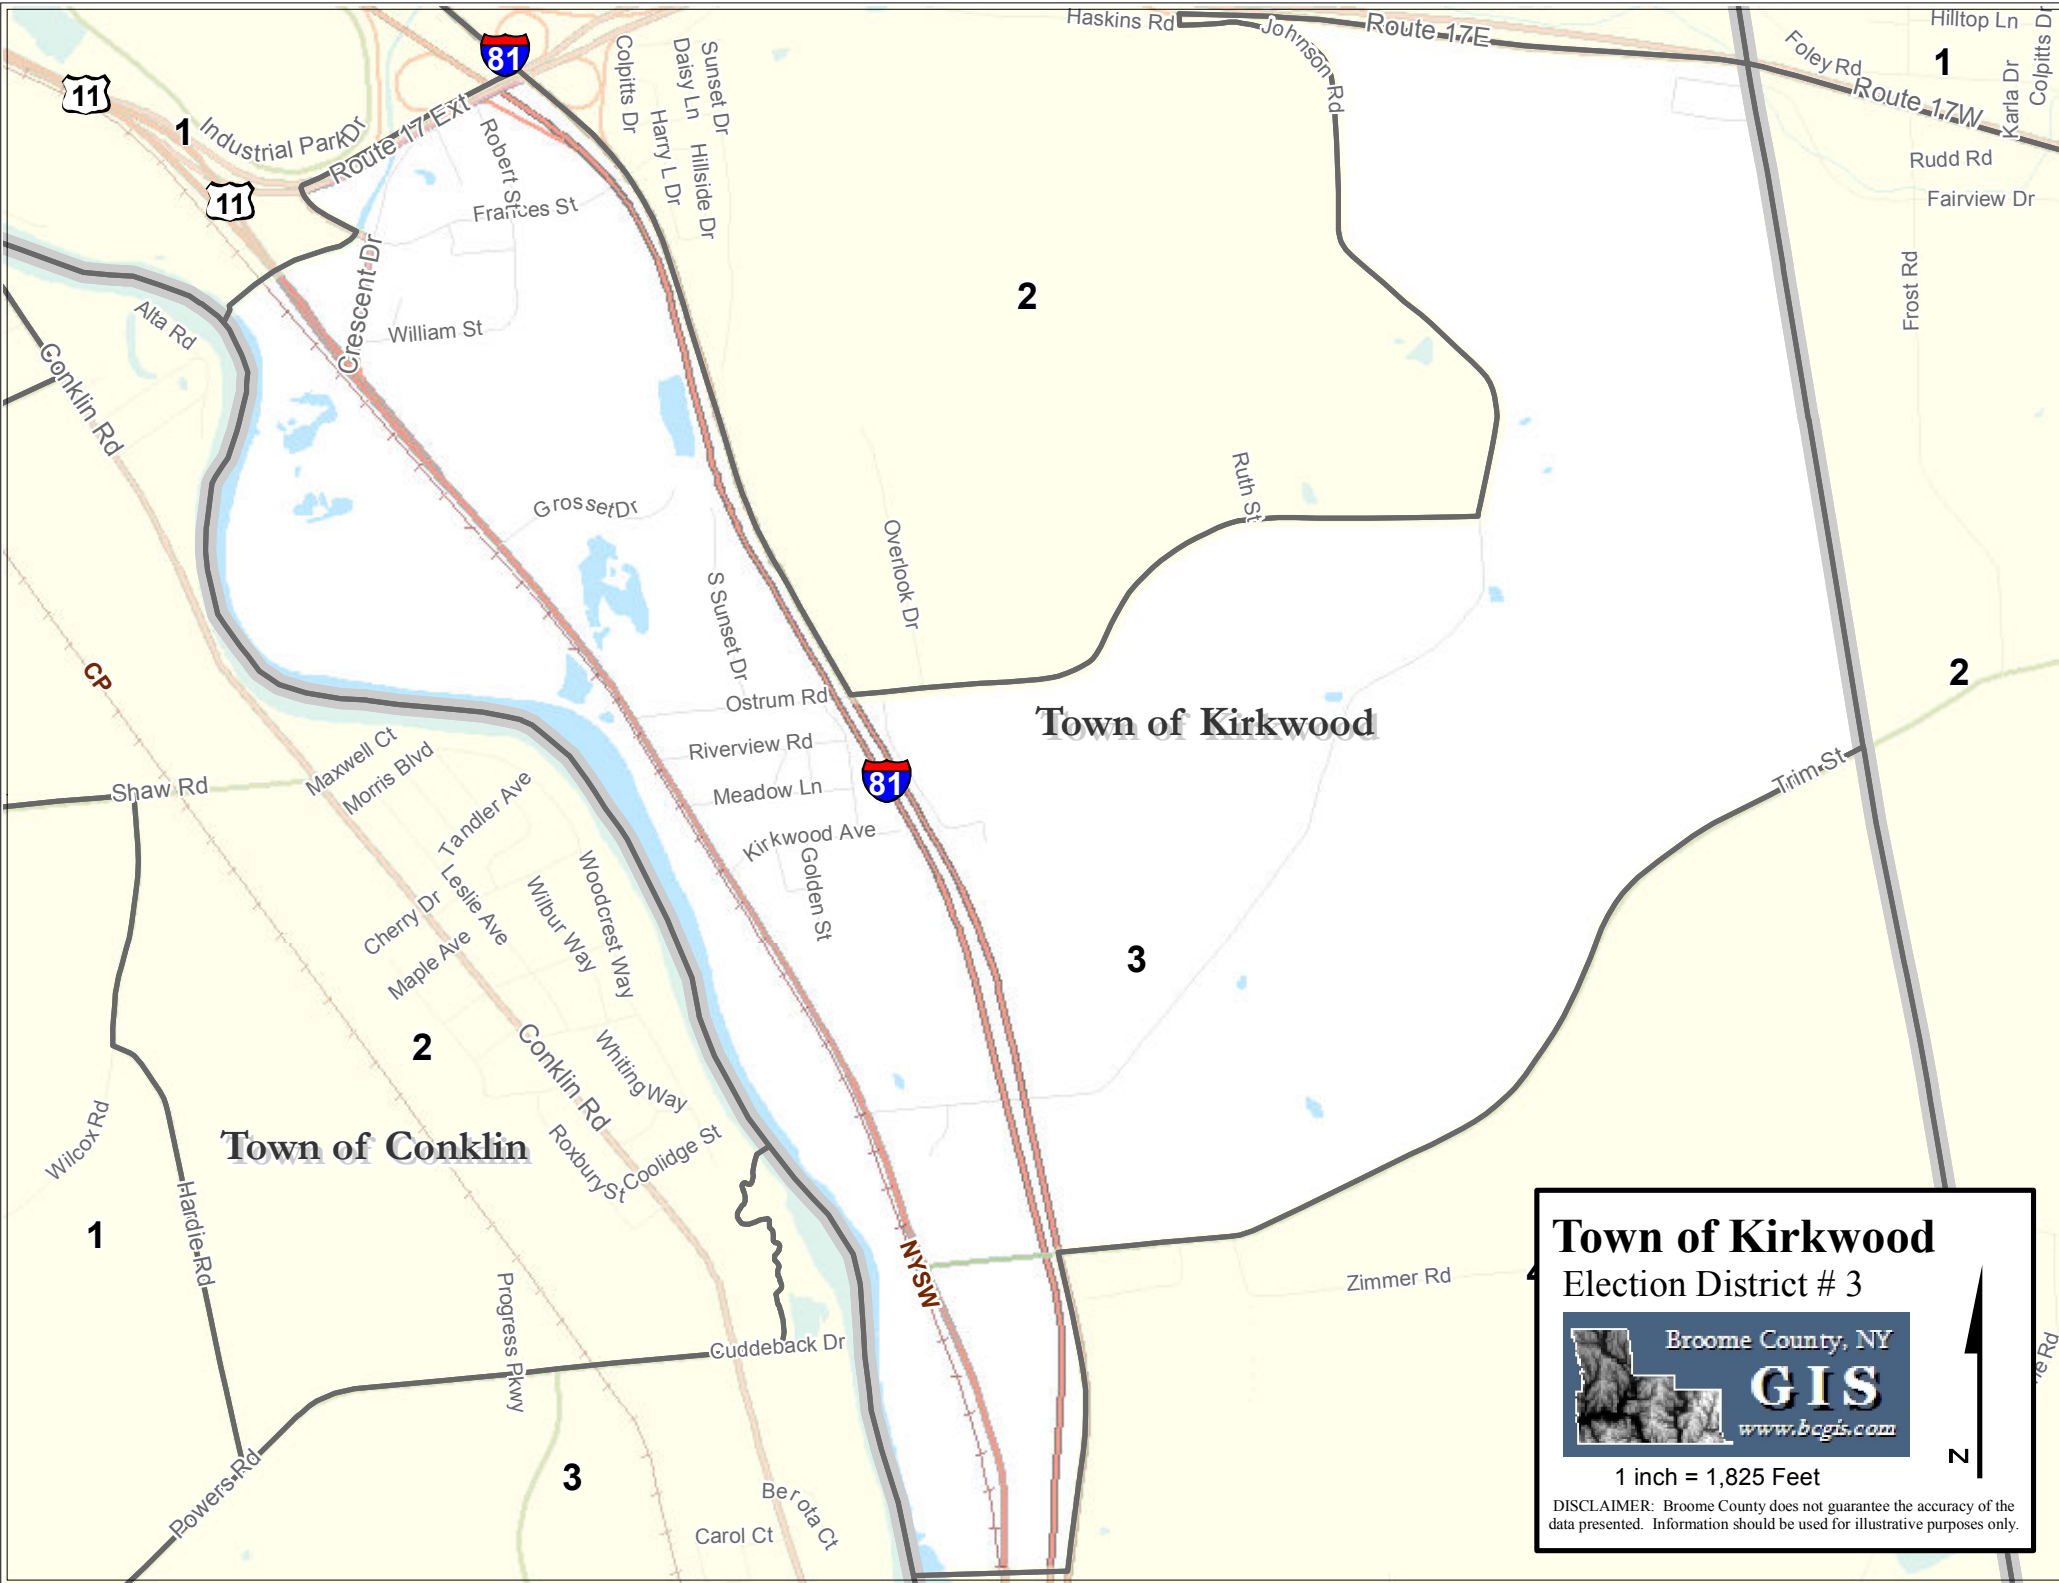 Haskins Rd
Johnson Rd
Route 17E
Hilltop Ln
Colpitts Dr
Foley Rd
1
Karla Dr
Route 17W
Rudd Rd
Fairview Dr
Frost Rd
81
11
1
Industrial Park Dr
Route 17 Ext
11
Robert St
Frances St
Colpitts Dr
Daisy Ln
Sunset Dr
Harry L Dr
Hillside Dr
2
Crescent Dr
William St
Alta Rd
Conklin Rd
Grosset Dr
Ruth St
Overlook Dr
S Sunset Dr
CP
Ostrum Rd
Town of Kirkwood
2
Riverview Rd
81
Meadow Ln
Kirkwood Ave
Golden St
Trim St
Maxwell Ct
Morris Blvd
Shaw Rd
Tandler Ave
Leslie Ave
Cherry Dr
Maple Ave
Wilbur Way
Woodcrest Way
3
2
Conklin Rd
Whiting Way
Wilcox Rd
Town of Conklin
Roxbury St
Coolidge St
1
Hardie Rd
NYSW
Zimmer Rd
4
Progress Pkwy
Cuddeback Dr
Powers Rd
3
Berota Ct
Carol Ct
Town of Kirkwood
Election District # 3
Broome County, NY
GIS
www.bcgis.com
N
1 inch = 1,825 Feet
DISCLAIMER: Broome County does not guarantee the accuracy of the
data presented. Information should be used for illustrative purposes only.
Rd